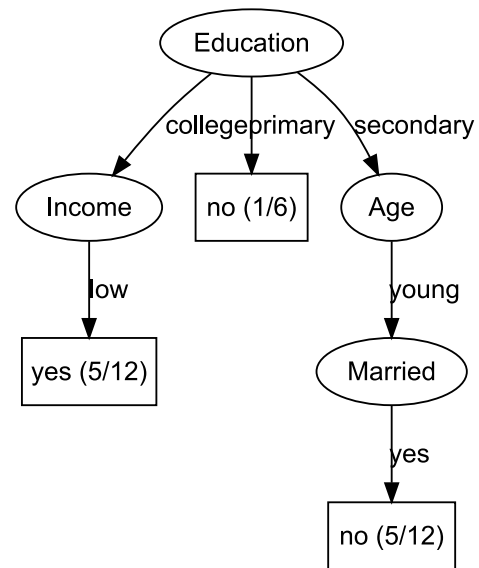 Education
college
primary
secondary
Income
no (1/6)
Age
low
young
yes (5/12)
Married
yes
no (5/12)